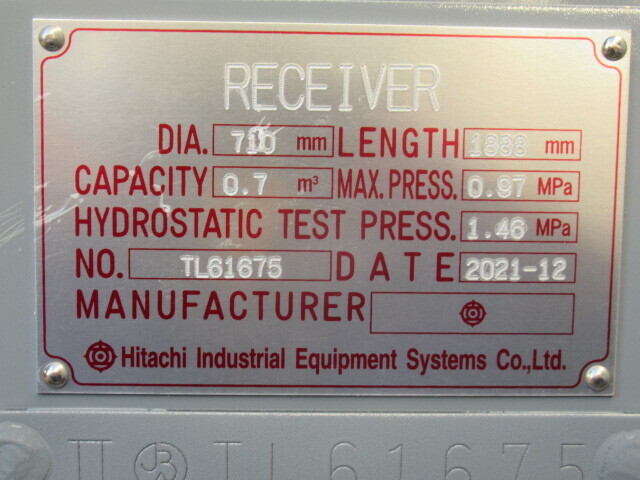 RECEIVER
DIA. 710 mm LENGTH 1888 mm
CAPACITY 0.7 m³ MAX. PRESS. 0.97 MPa
HYDROSTATIC TEST PRESS. 1.46 MPa
NO. TL61675 DATE 2021-12
MANUFACTURER
Hitachi Industrial Equipment Systems Co.,Ltd.
TL61675